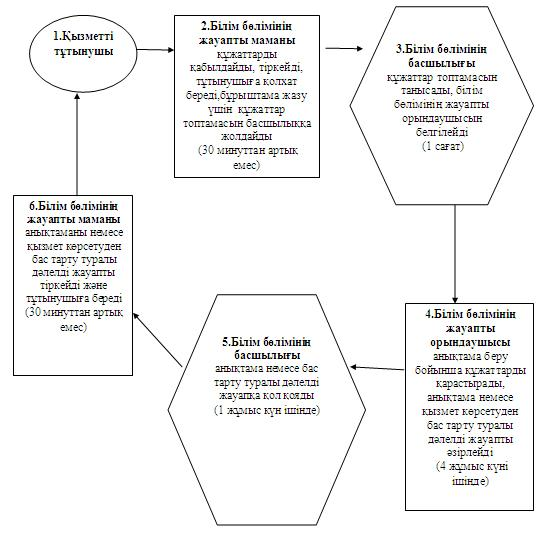 1.Қызметті
тұтынушы
2.Білім бөлімінің
жауапты маманы
құжаттарды
қабылдайды, тіркейді,
тұтынушыға қолхат
береді,бұрыштама жазу
үшін құжаттар
топтамасын басшылыққа
жолдайды
(30 минуттан артық
емес)
3.Білім бөлімінің
басшылығы
құжаттар топтамасын
танысады, білім
бөлімінің жауапты
орындаушысын
белгілейді
(1 сағат)
4.Білім бөлімінің
жауапты
орындаушысы
анықтама беру
бойынша құжаттарды
қарастырады,
анықтама немесе
қызмет көрсетуден
бас тарту туралы
дәлелді жауапты
әзірлейді
(4 жұмыс күні
ішінде)
5.Білім бөлімінің
басшылығы
анықтама немесе бас
тарту туралы дәлелді
жауапқа қол қояды
(1 жұмыс күн ішінде)
6.Білім бөлімінің
жауапты маманы
анықтаманы немесе
қызмет көрсетуден
бас тарту туралы
дәлелді жауапты
тіркейді және
тұтынушыға береді
(30 минуттан артық
емес)